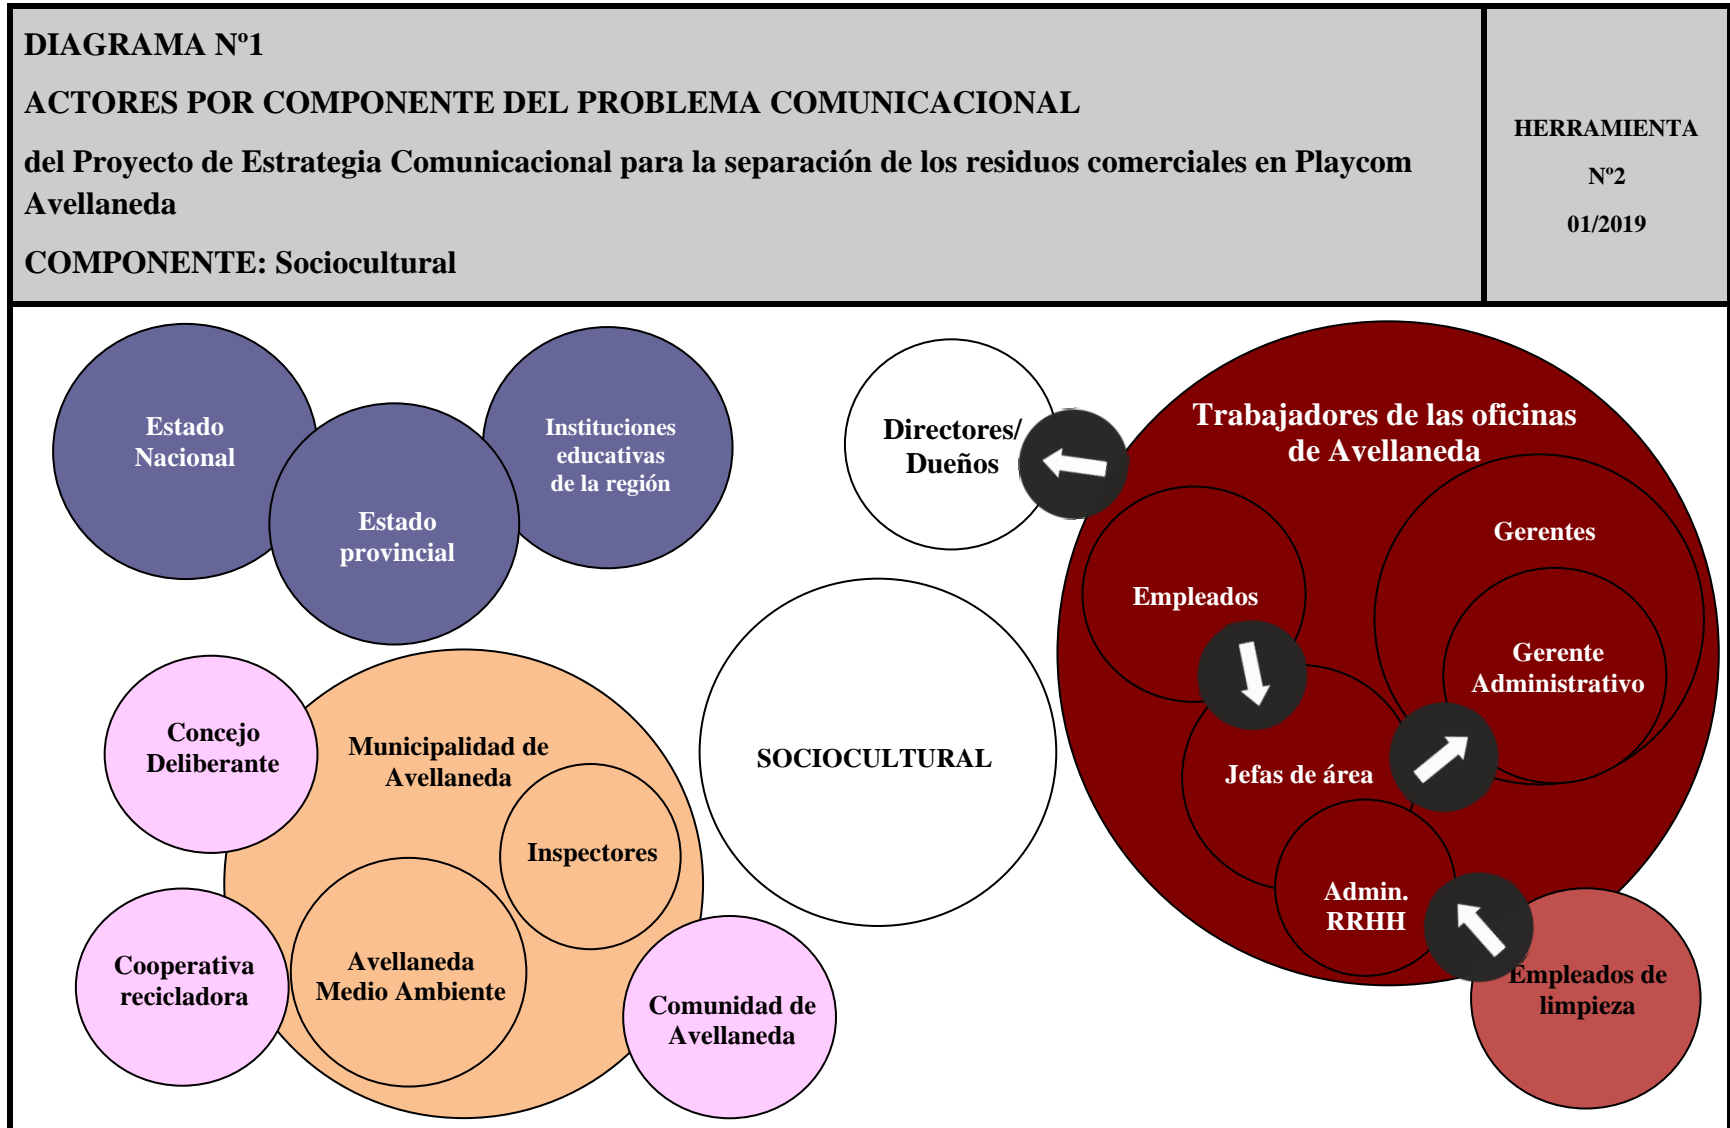 DIAGRAMA Nº1
ACTORES POR COMPONENTE DEL PROBLEMA COMUNICACIONAL
del Proyecto de Estrategia Comunicacional para la separación de los residuos comerciales en Playcom
Avellaneda
COMPONENTE: Sociocultural
HERRAMIENTA
Nº2
01/2019
Estado
Nacional
Estado
provincial
Instituciones
educativas
de la región
Directores/
Dueños
Trabajadores de las oficinas
de Avellaneda
Empleados
Gerentes
Gerente
Administrativo
Jefas de área
Admin.
RRHH
Empleados de
limpieza
SOCIOCULTURAL
Concejo
Deliberante
Municipalidad de
Avellaneda
Inspectores
Cooperativa
recicladora
Avellaneda
Medio Ambiente
Comunidad de
Avellaneda